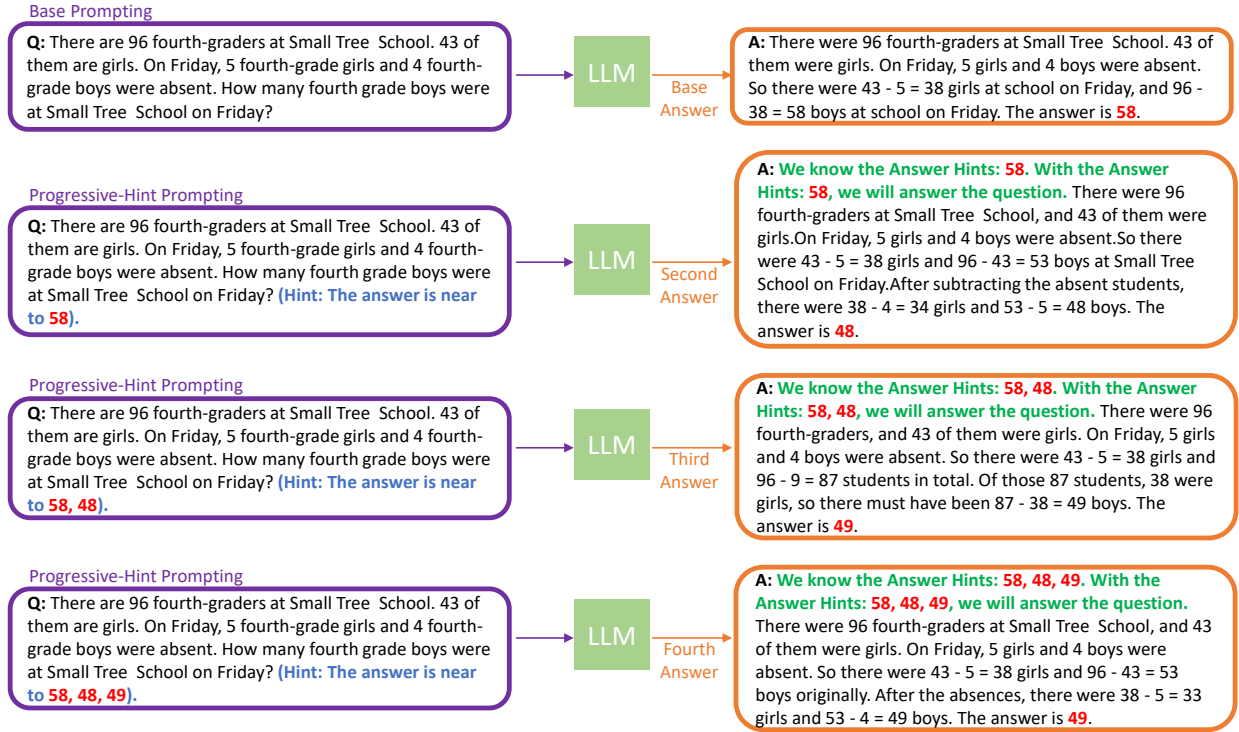 Base Prompting
Q: There are 96 fourth-graders at Small Tree School. 43 of
them are girls. On Friday, 5 fourth-grade girls and 4 fourth-
grade boys were absent. How many fourth grade boys were
at Small Tree School on Friday?
LLM
Base
Answer
A: There were 96 fourth-graders at Small Tree School. 43 of
them were girls. On Friday, 5 girls and 4 boys were absent.
So there were 43 - 5 = 38 girls at school on Friday, and 96 -
38 = 58 boys at school on Friday. The answer is 58.
Progressive-Hint Prompting
Q: There are 96 fourth-graders at Small Tree School. 43 of
them are girls. On Friday, 5 fourth-grade girls and 4 fourth-
grade boys were absent. How many fourth grade boys were
at Small Tree School on Friday? (Hint: The answer is near
to 58).
LLM
Second
Answer
A: We know the Answer Hints: 58. With the Answer
Hints: 58, we will answer the question. There were 96
fourth-graders at Small Tree School, and 43 of them were
girls.On Friday, 5 girls and 4 boys were absent.So there
were 43 - 5 = 38 girls and 96 - 43 = 53 boys at Small Tree
School on Friday.After subtracting the absent students,
there were 38 - 4 = 34 girls and 53 - 5 = 48 boys. The
answer is 48.
Progressive-Hint Prompting
Q: There are 96 fourth-graders at Small Tree School. 43 of
them are girls. On Friday, 5 fourth-grade girls and 4 fourth-
grade boys were absent. How many fourth grade boys were
at Small Tree School on Friday? (Hint: The answer is near
to 58, 48).
LLM
Third
Answer
A: We know the Answer Hints: 58, 48. With the Answer
Hints: 58, 48, we will answer the question. There were 96
fourth-graders, and 43 of them were girls. On Friday, 5 girls
and 4 boys were absent. So there were 43 - 5 = 38 girls and
96 - 9 = 87 students in total. Of those 87 students, 38 were
girls, so there must have been 87 - 38 = 49 boys. The
answer is 49.
Progressive-Hint Prompting
Q: There are 96 fourth-graders at Small Tree School. 43 of
them are girls. On Friday, 5 fourth-grade girls and 4 fourth-
grade boys were absent. How many fourth grade boys were
at Small Tree School on Friday? (Hint: The answer is near
to 58, 48, 49).
LLM
Fourth
Answer
A: We know the Answer Hints: 58, 48, 49. With the
Answer Hints: 58, 48, 49, we will answer the question.
There were 96 fourth-graders at Small Tree School, and 43
of them were girls. On Friday, 5 girls and 4 boys were
absent. So there were 43 - 5 = 38 girls and 96 - 43 = 53
boys originally. After the absences, there were 38 - 5 = 33
girls and 53 - 4 = 49 boys. The answer is 49.